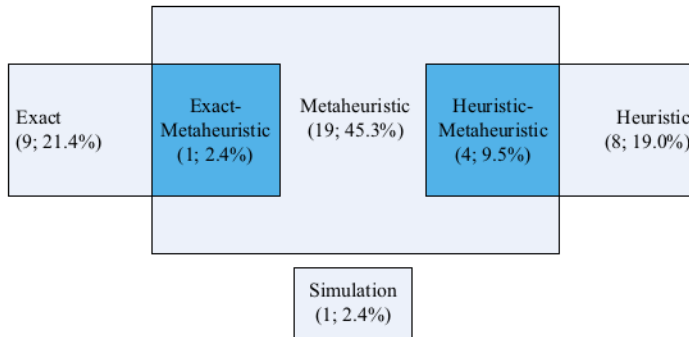 Exact
(9; 21.4%)
Exact-
Metaheuristic
(1; 2.4%)
Metaheuristic
(19; 45.3%)
Heuristic-
Metaheuristic
(4; 9.5%)
Heuristic
(8; 19.0%)
Simulation
(1; 2.4%)